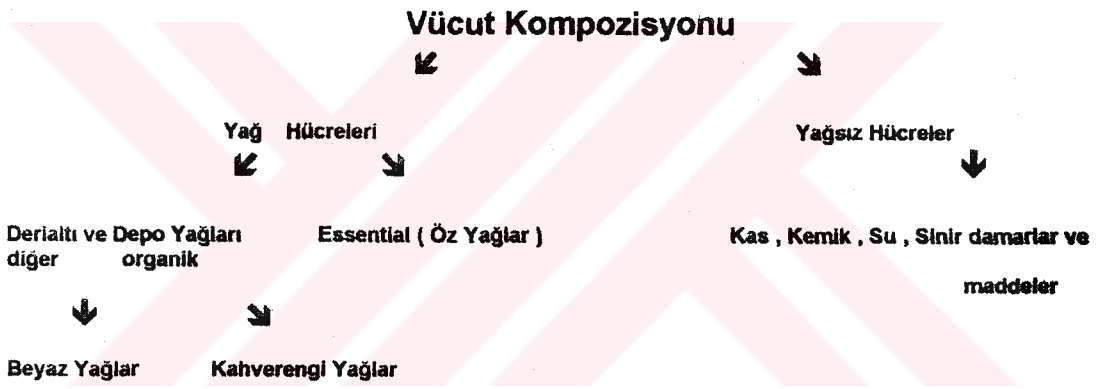 Vücut Kompozisyonu
Yağ Hücreleri
Yağsız Hücreler
Derialtı ve Depo Yağları
diğer organik
Essential ( Öz Yağlar )
Kas , Kemik , Su , Sinir damarlar ve
maddeler
Beyaz Yağlar
Kahverengi Yağlar